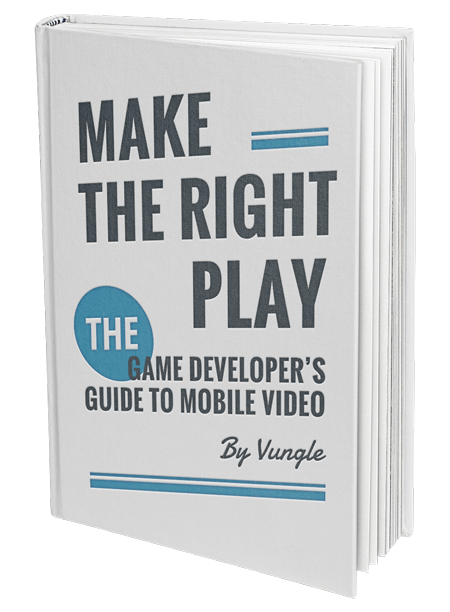 MAKE
THE RIGHT
PLAY
THE
GAME DEVELOPER'S
GUIDE TO MOBILE VIDEO
By Vungle